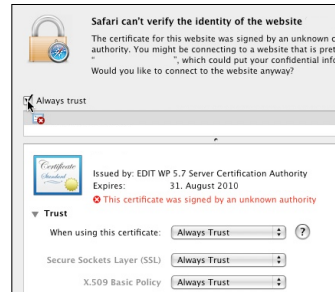 Safari can't verify the identity of the website
The certificate for this website was signed by an unknown
authority. You might be connecting to a website that is
" ", which could put your confidential
Would you like to connect to the website anyway?
Always trust
Certificate
Standard
Issued by: EDIT WP 5.7 Server Certification Authority
Expires: 31. August 2010
This certificate was signed by an unknown authority
Trust
When using this certificate: Always Trust ?
Secure Sockets Layer (SSL) Always Trust
X.509 Basic Policy Always Trust